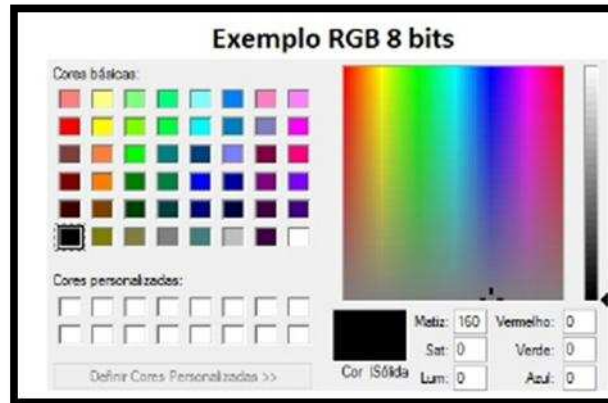 Exemplo RGB 8 bits
Cores básicas:
Cores personalizadas:
Definir Cores Personalizadas >>
Cor |Sólida
Matiz: 160
Sat: 0
Lum: 0
Vermelho: 0
Verde: 0
Azul: 0